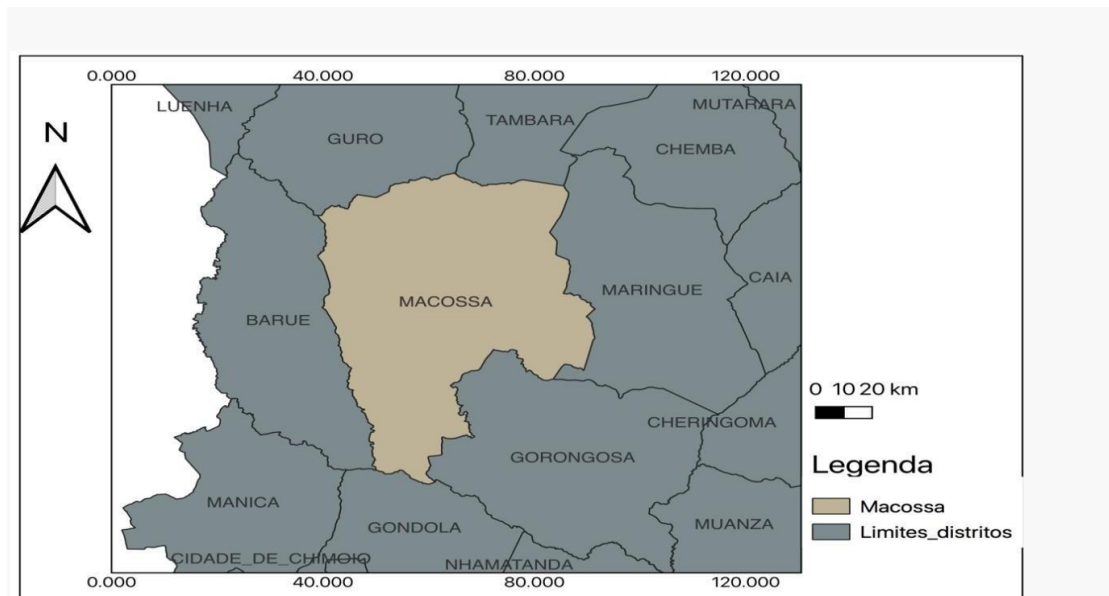 0.000 40.000 80.000 120.000
LUENHA
MUTARARA
TAMBARA
N
GURO
CHEMBA
CAIA
MARINGUE
MACOSSA
BARUE
0 10 20 km
CHERINGOMA
GORONGOSA
Legenda
MANICA
Macossa
MUANZA
GONDOLA
Limites_distritos
CIDADE_DE_CHIMOIO
NHAMATANDA
0.000 40.000 80.000 120.000